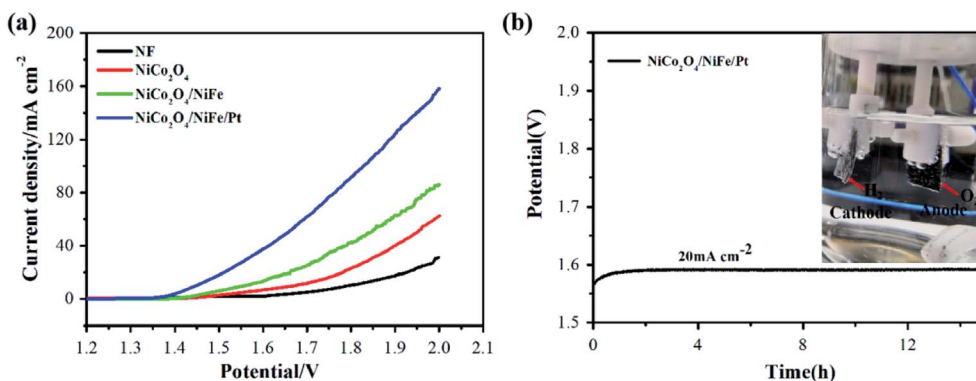 (a)
200
160
120
80
40
0
Current density/mA cm⁻²
NF
NiCo₂O₄
NiCo₂O₄/NiFe
NiCo₂O₄/NiFe/Pt
1.2 1.3 1.4 1.5 1.6 1.7 1.8 1.9 2.0 2.1
Potential/V
(b)
2.0
1.9
1.8
1.7
1.6
1.5
Potential(V)
NiCo₂O₄/NiFe/Pt
H₂
Cathode
O₂
Anode
20mA cm⁻²
0 4 8 12
Time(h)